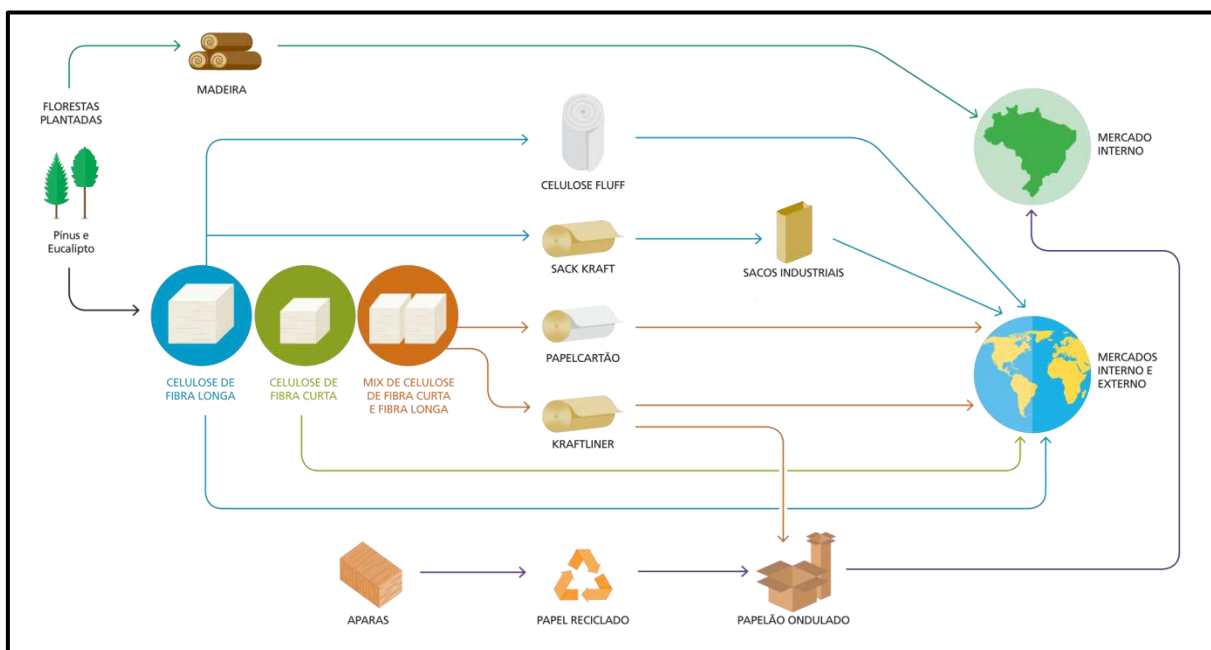 MADEIRA
FLORESTAS
PLANTADAS
Pínus e
Eucalipto
CELULOSE FLUFF
MERCADO
INTERNO
SACK KRAFT
SACOS INDUSTRIAIS
CELULOSE DE
FIBRA LONGA
CELULOSE DE
FIBRA CURTA
MIX DE CELULOSE
DE FIBRA CURTA
E FIBRA LONGA
PAPELCARTÃO
KRAFTLINER
MERCADOS
INTERNO E
EXTERNO
APARAS
PAPEL RECICLADO
PAPELÃO ONDULADO